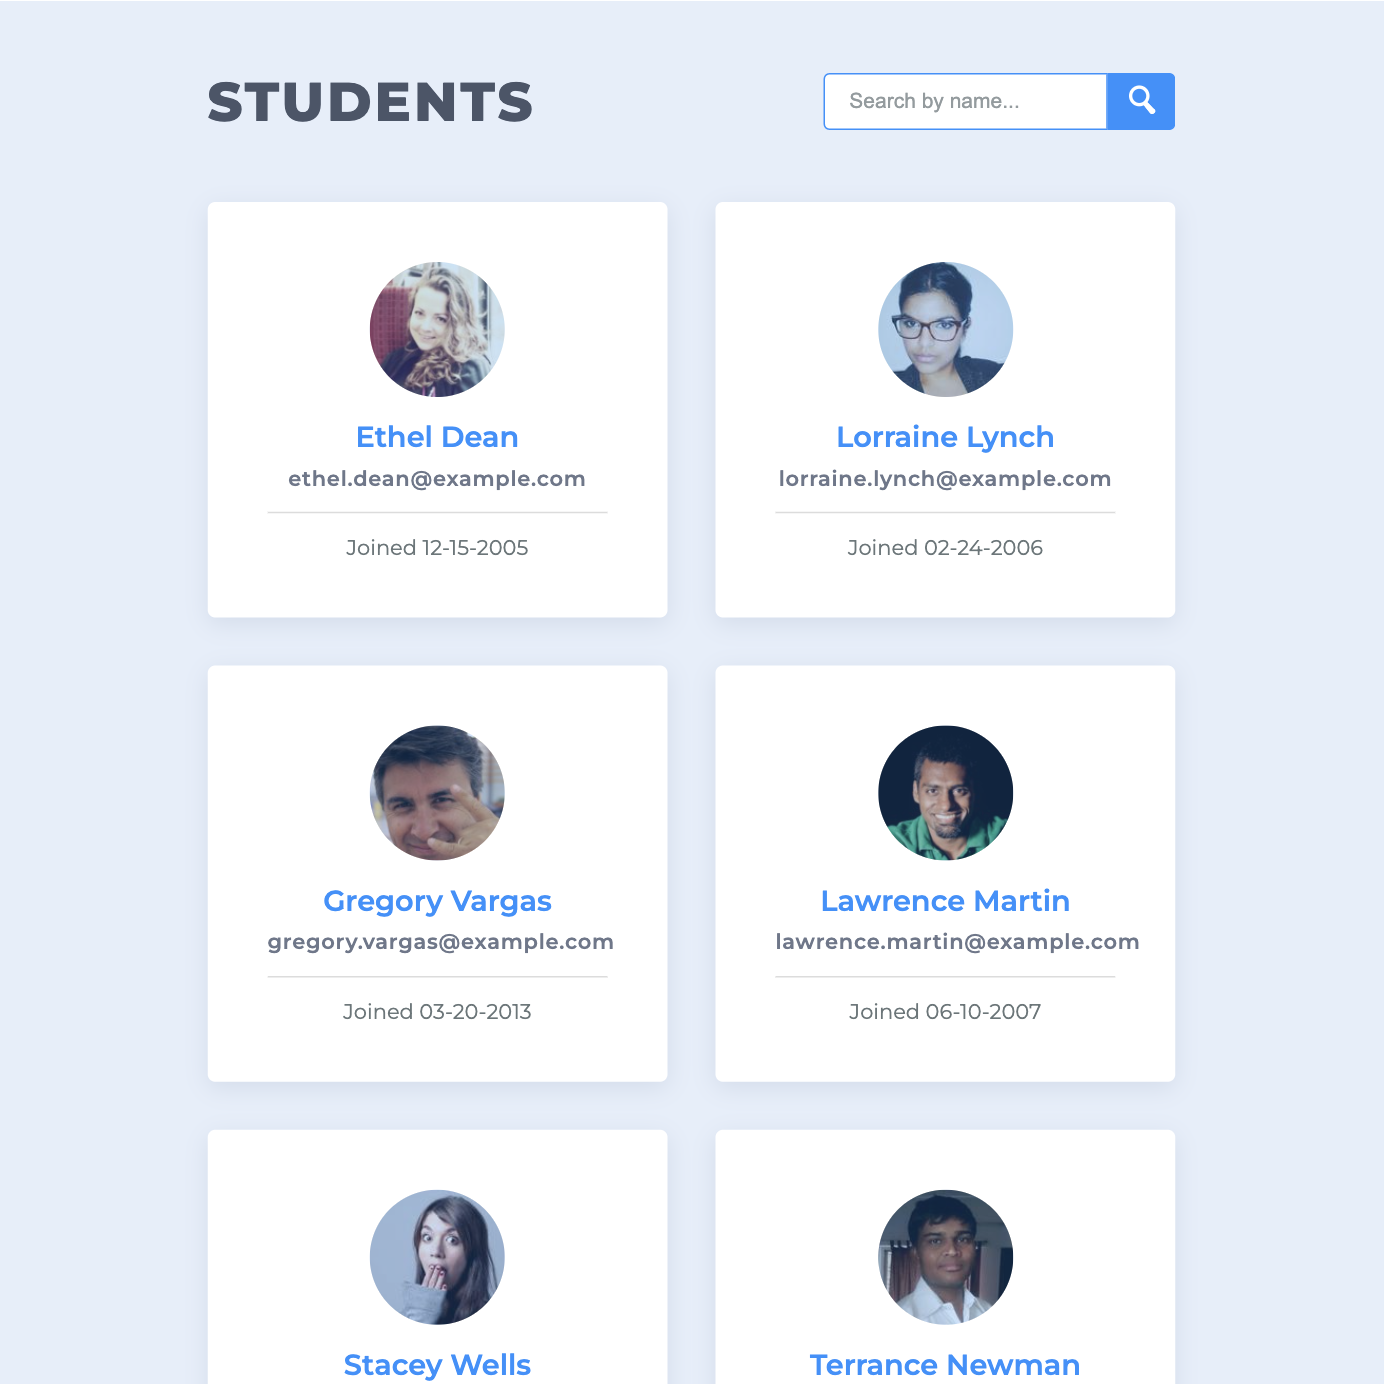 STUDENTS
Search by name...
Ethel Dean
ethel.dean@example.com
Joined 12-15-2005
Lorraine Lynch
lorraine.lynch@example.com
Joined 02-24-2006
Gregory Vargas
gregory.vargas@example.com
Joined 03-20-2013
Lawrence Martin
lawrence.martin@example.com
Joined 06-10-2007
Stacey Wells
Terrance Newman